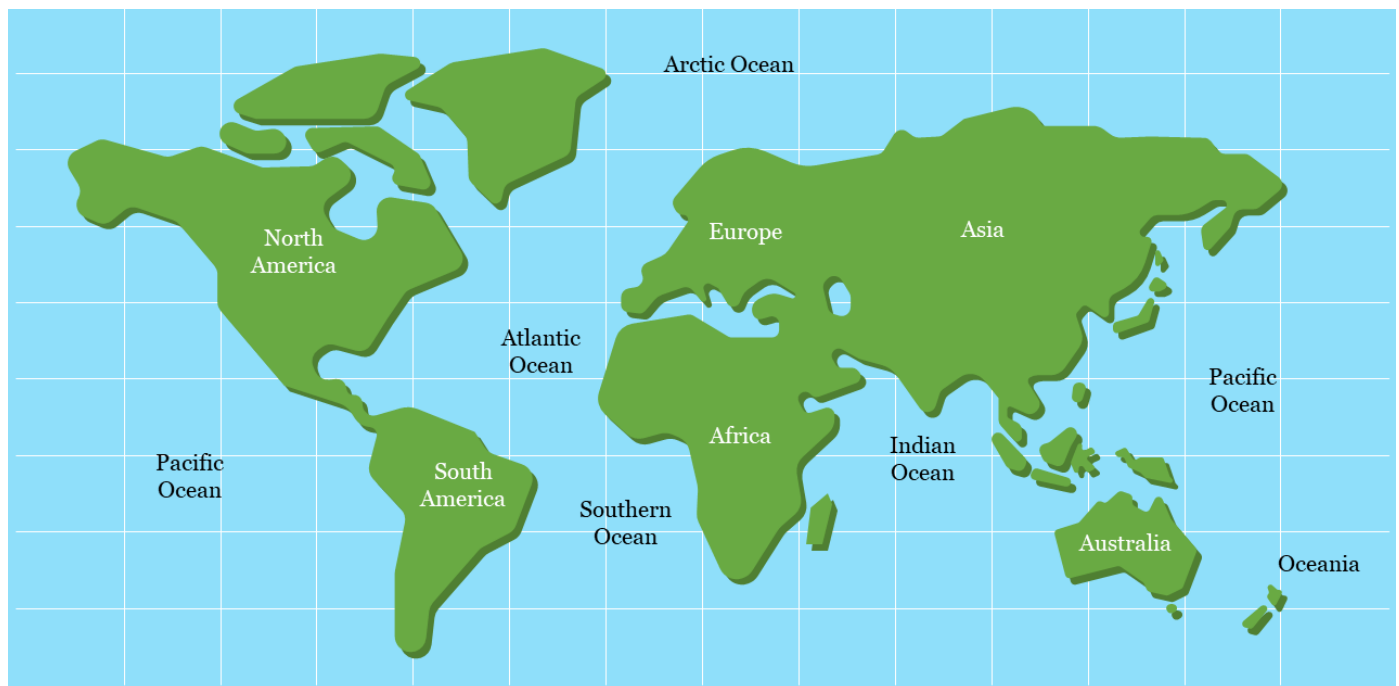 Arctic Ocean
North
America
Europe
Asia
Atlantic
Ocean
Pacific
Ocean
Africa
Indian
Ocean
Pacific
Ocean
South
America
Southern
Ocean
Australia
Oceania